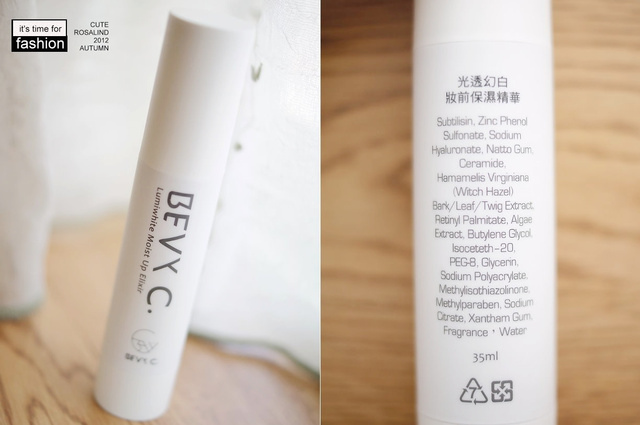 it's time for
fashion
CUTE
ROSALIND
2012
AUTUMN
BEVY C.
Lumiwhite Moist Up Elixir
BEVY C.
光透幻白
妝前保濕精華
Subtilisin, Zinc Phenol
Sulfonate, Sodium
Hyaluronate, Natto Gum,
Ceramide,
Hamamelis Virginiana
(Witch Hazel)
Bark/Leaf/Twig Extract,
Retinyl Palmitate, Algae
Extract, Butylene Glycol,
Isoceteth-20,
PEG-8, Glycerin,
Sodium Polyacrylate,
Methylisothiazolinone,
Methylparaben, Sodium
Citrate, Xantham Gum,
Fragrance、Water
35ml
7